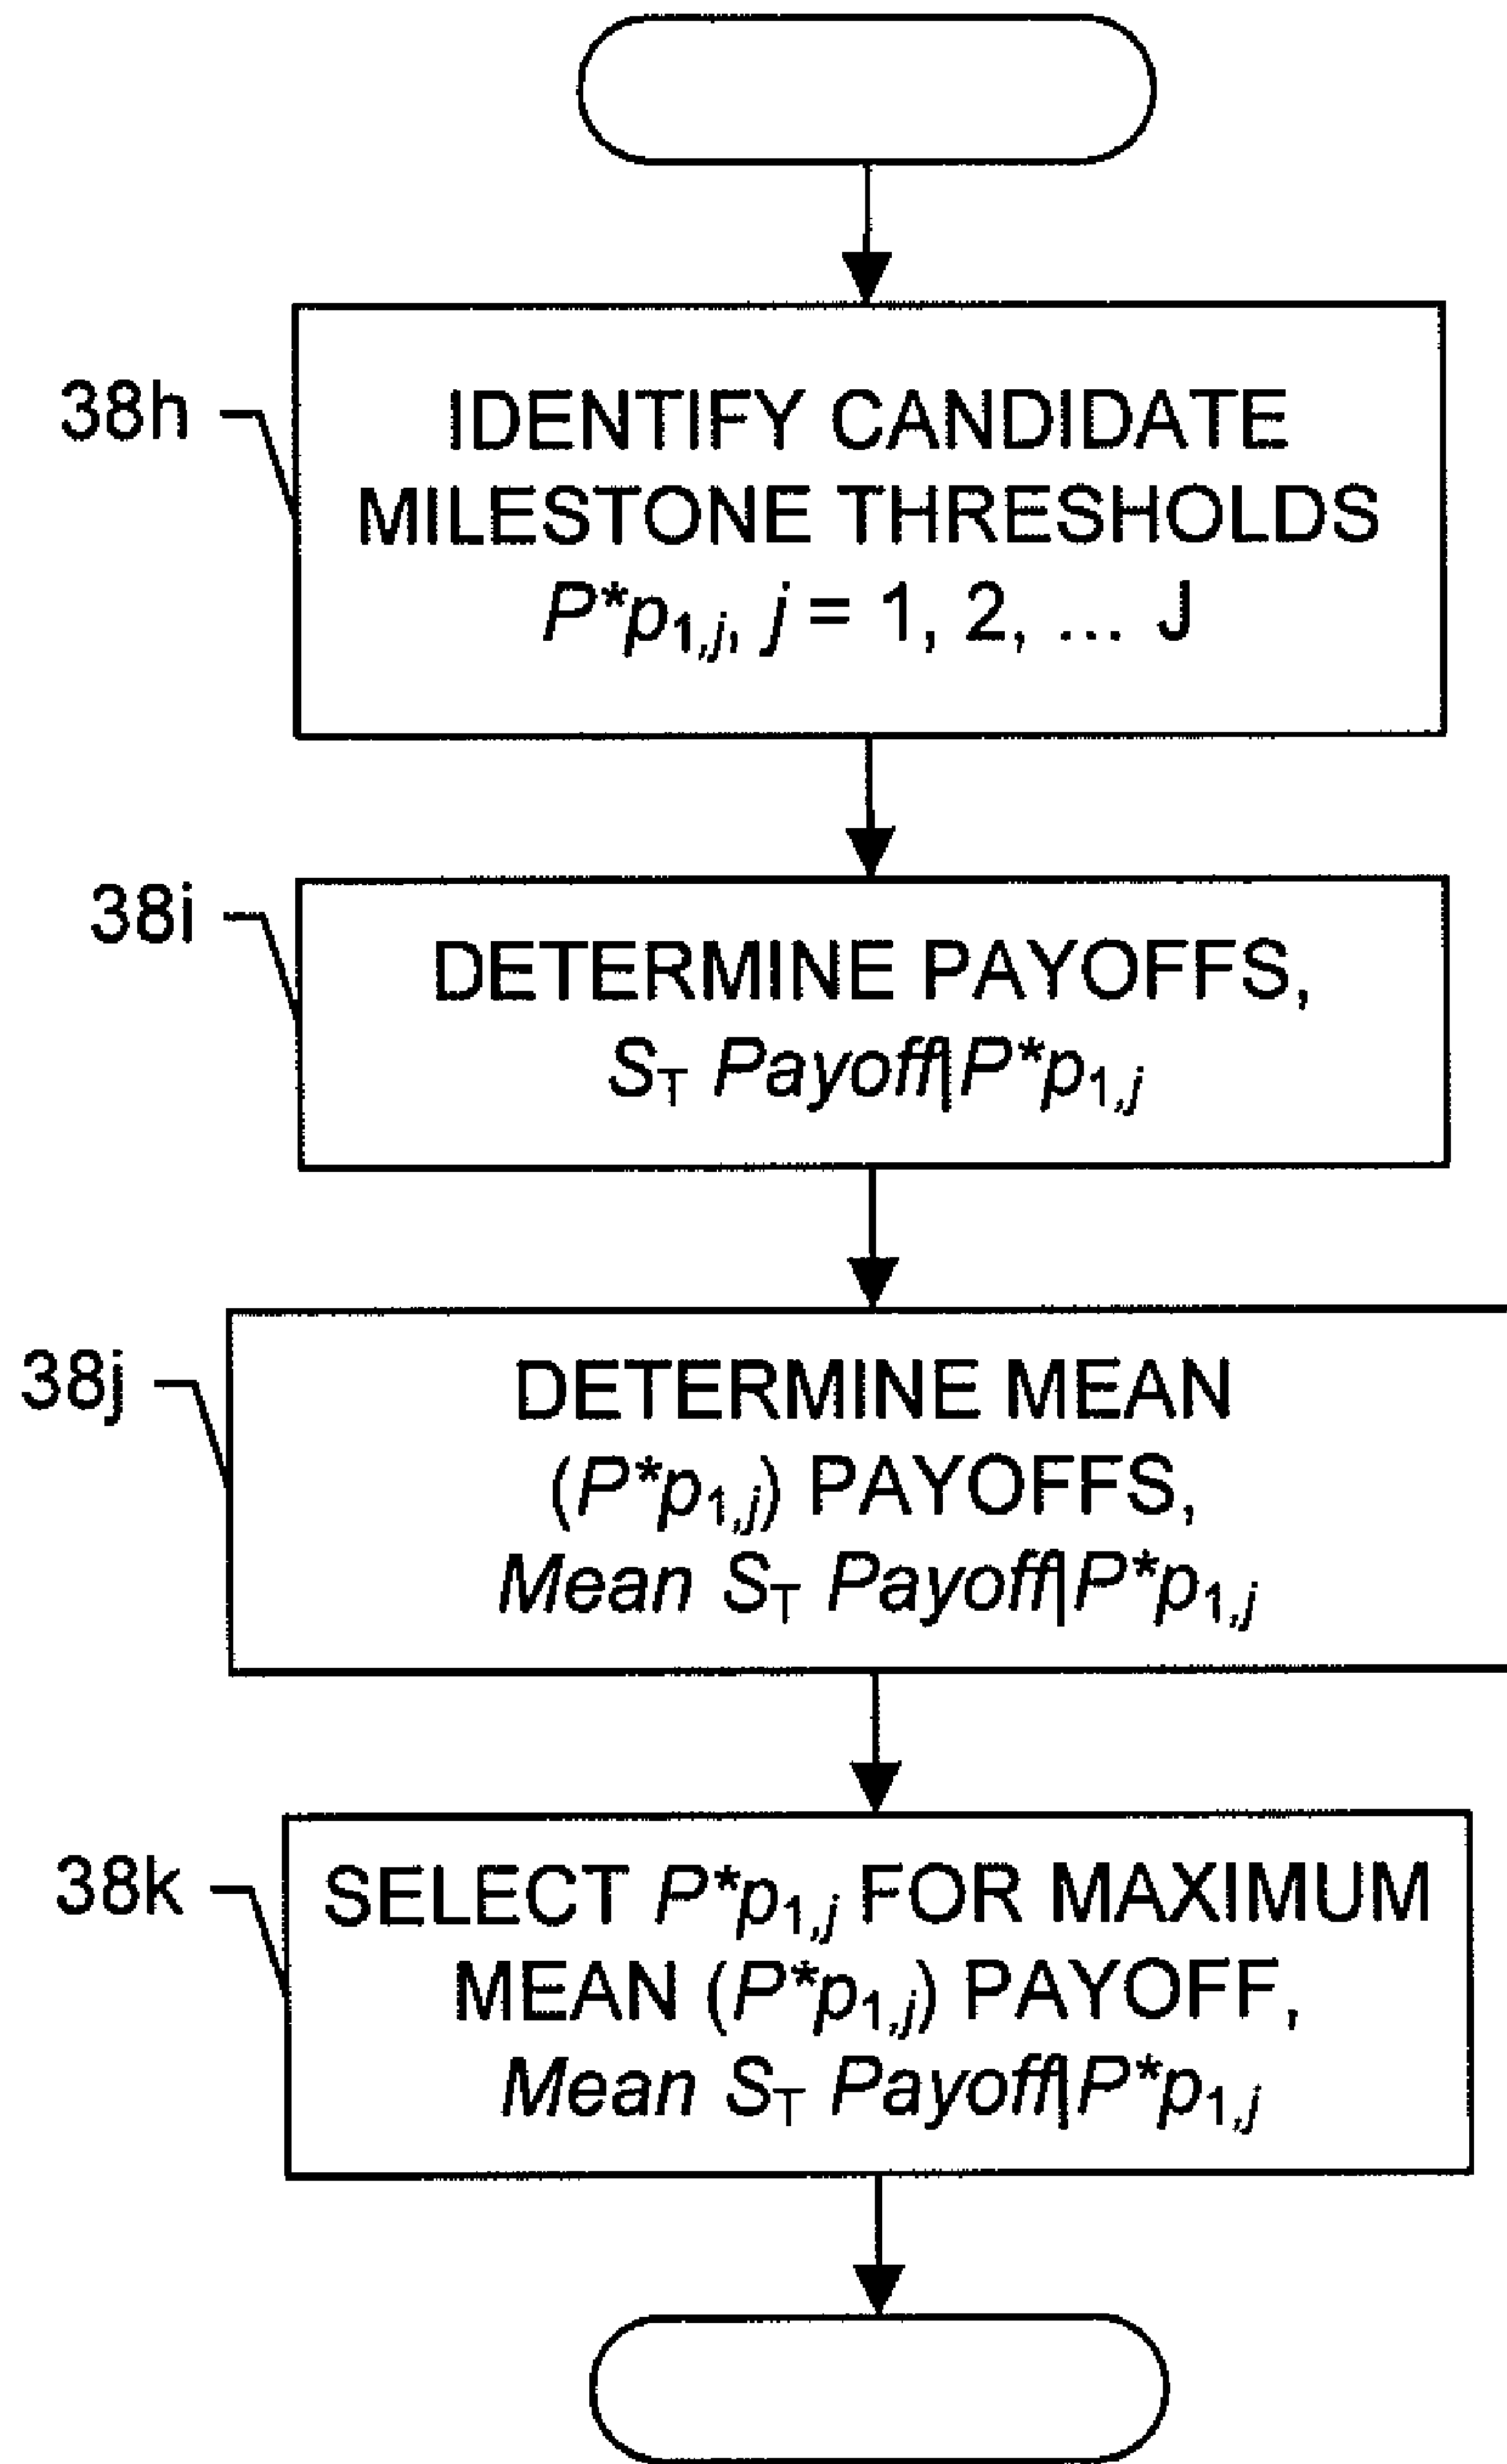 38h
IDENTIFY CANDIDATE
MILESTONE THRESHOLDS
P*p1,j, j = 1, 2, ... J
38i
DETERMINE PAYOFFS,
ST Payoff|P*p1,j
38j
DETERMINE MEAN
(P*p1,j) PAYOFFS,
Mean ST Payoff|P*p1,j
38k
SELECT P*p1,j FOR MAXIMUM
MEAN (P*p1,j) PAYOFF,
Mean ST Payoff|P*p1,j